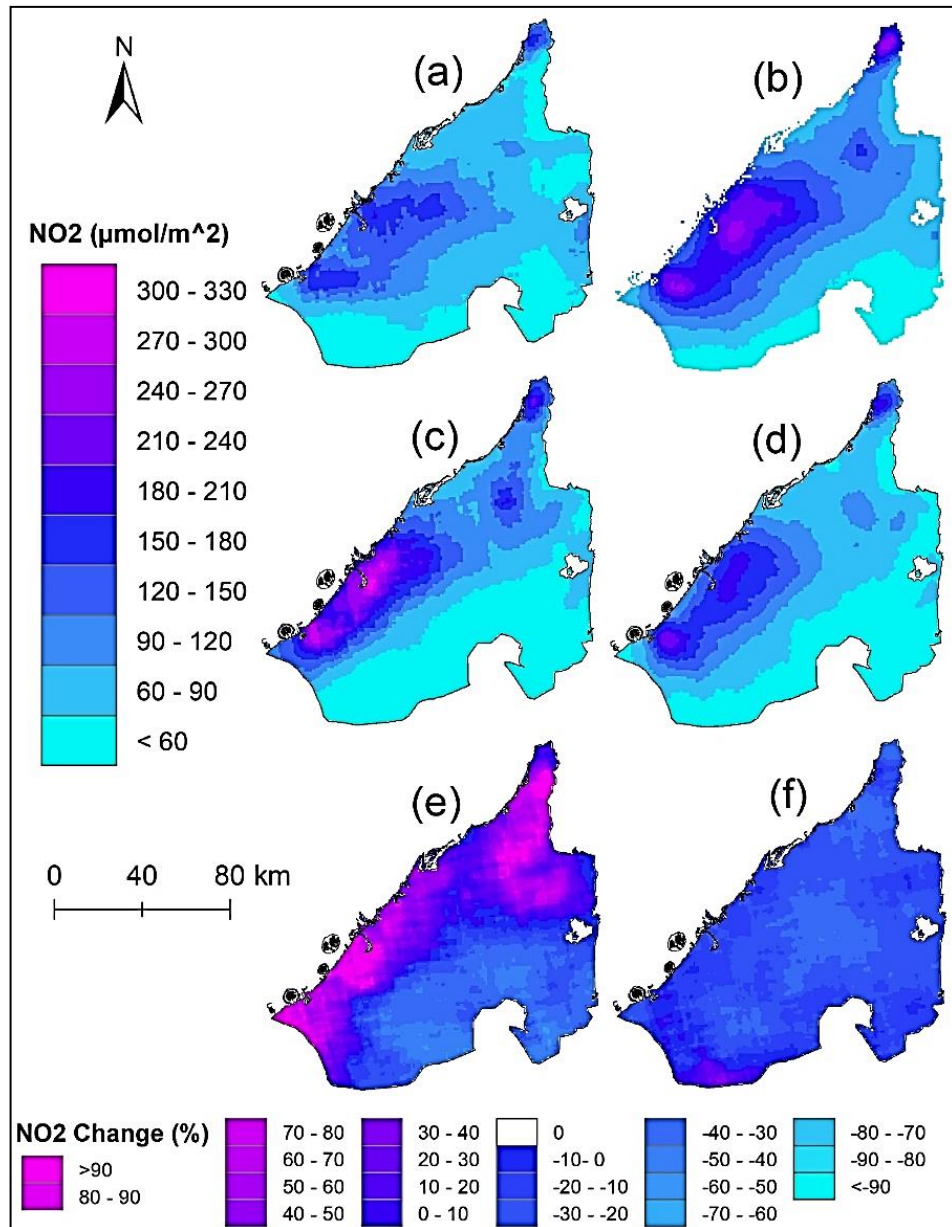 N
(a)
(b)
NO2 (µmol/m^2)
300 - 330
270 - 300
240 - 270
210 - 240
180 - 210
150 - 180
120 - 150
90 - 120
60 - 90
< 60
(c)
(d)
(e)
(f)
0 40 80 km
NO2 Change (%)
>90
80 - 90
70 - 80
60 - 70
50 - 60
40 - 50
30 - 40
20 - 30
10 - 20
0 - 10
0
-10- 0
-20 - -10
-30 - -20
-40 - -30
-50 - -40
-60 - -50
-70 - -60
-80 - -70
-90 - -80
<-90